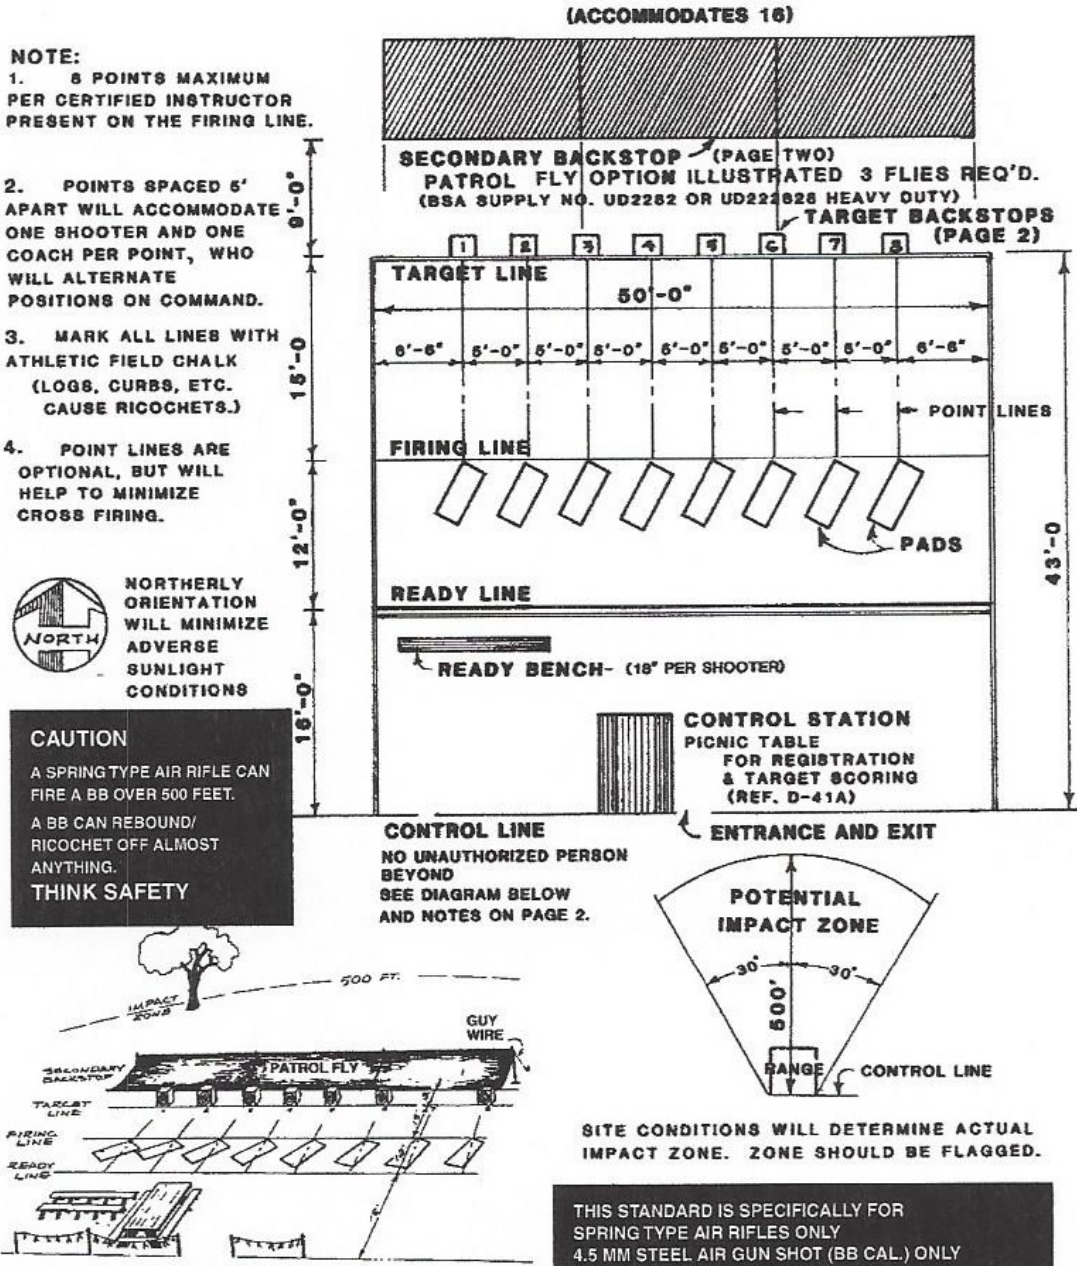 (ACCOMMODATES 16)
NOTE:
1. 8 POINTS MAXIMUM
PER CERTIFIED INSTRUCTOR
PRESENT ON THE FIRING LINE.
2. POINTS SPACED 5'
APART WILL ACCOMMODATE
ONE SHOOTER AND ONE
COACH PER POINT, WHO
WILL ALTERNATE
POSITIONS ON COMMAND.
3. MARK ALL LINES WITH
ATHLETIC FIELD CHALK
(LOGS, CURBS, ETC.
CAUSE RICOCHETS.)
4. POINT LINES ARE
OPTIONAL, BUT WILL
HELP TO MINIMIZE
CROSS FIRING.
NORTH
NORTHERLY
ORIENTATION
WILL MINIMIZE
ADVERSE
SUNLIGHT
CONDITIONS
SECONDARY BACKSTOP (PAGE TWO)
PATROL FLY OPTION ILLUSTRATED 3 FLIES REQ'D.
(BSA SUPPLY NO. UD2282 OR UD222828 HEAVY DUTY)
TARGET BACKSTOPS
(PAGE 2)
9'-0"
1 2 3 4 5 6 7 8
TARGET LINE
50'-0"
6'-6" 5'-0" 5'-0" 5'-0" 5'-0" 5'-0" 5'-0" 5'-0" 6'-6"
15'-0
POINT LINES
FIRING LINE
12'-0"
PADS
43'-0
READY LINE
READY BENCH- (18" PER SHOOTER)
16'-0"
CONTROL STATION
PICNIC TABLE
FOR REGISTRATION
& TARGET SCORING
(REF. D-41A)
CONTROL LINE
ENTRANCE AND EXIT
NO UNAUTHORIZED PERSON
BEYOND
SEE DIAGRAM BELOW
AND NOTES ON PAGE 2.
CAUTION
A SPRING TYPE AIR RIFLE CAN
FIRE A BB OVER 500 FEET.
A BB CAN REBOUND/
RICOCHET OFF ALMOST
ANYTHING.
THINK SAFETY
POTENTIAL
IMPACT ZONE
30° 30°
500'
RANGE
CONTROL LINE
500 FT.
IMPACT
ZONE
GUY
WIRE
SECONDARY
BACKSTOP
PATROL FLY
TARGET
LINE
FIRING
LINE
READY
LINE
SITE CONDITIONS WILL DETERMINE ACTUAL
IMPACT ZONE. ZONE SHOULD BE FLAGGED.
THIS STANDARD IS SPECIFICALLY FOR
SPRING TYPE AIR RIFLES ONLY
4.5 MM STEEL AIR GUN SHOT (BB CAL.) ONLY